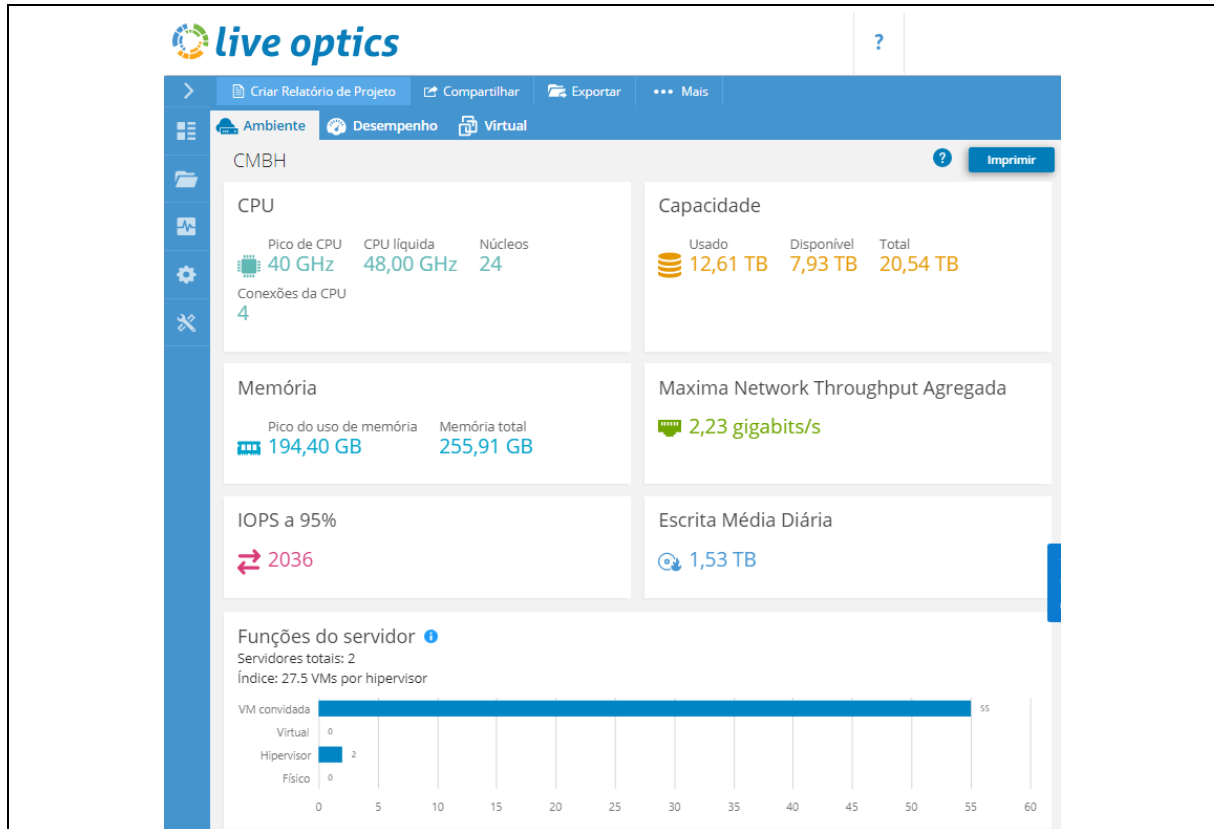 live optics
?
Criar Relatório de Projeto Compartilhar Exportar ••• Mais
Ambiente Desempenho Virtual
CMBH
? Imprimir
CPU
Pico de CPU CPU líquida Núcleos
40 GHz 48,00 GHz 24
Conexões da CPU
4
Capacidade
Usado Disponível Total
12,61 TB 7,93 TB 20,54 TB
Memória
Pico do uso de memória Memória total
194,40 GB 255,91 GB
Maxima Network Throughput Agregada
2,23 gigabits/s
IOPS a 95%
2036
Escrita Média Diária
1,53 TB
Funções do servidor
Servidores totais: 2
Índice: 27.5 VMs por hipervisor
VM convidada 55
Virtual 0
Hipervisor 2
Físico 0
0 5 10 15 20 25 30 35 40 45 50 55 60